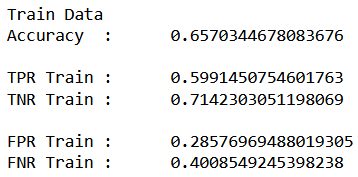 Train Data
Accuracy  :      0.6570344678083676
TPR Train :      0.5991450754601763
TNR Train :      0.7142303051198069
FPR Train :      0.28576969488019305
FNR Train :      0.4008549245398238